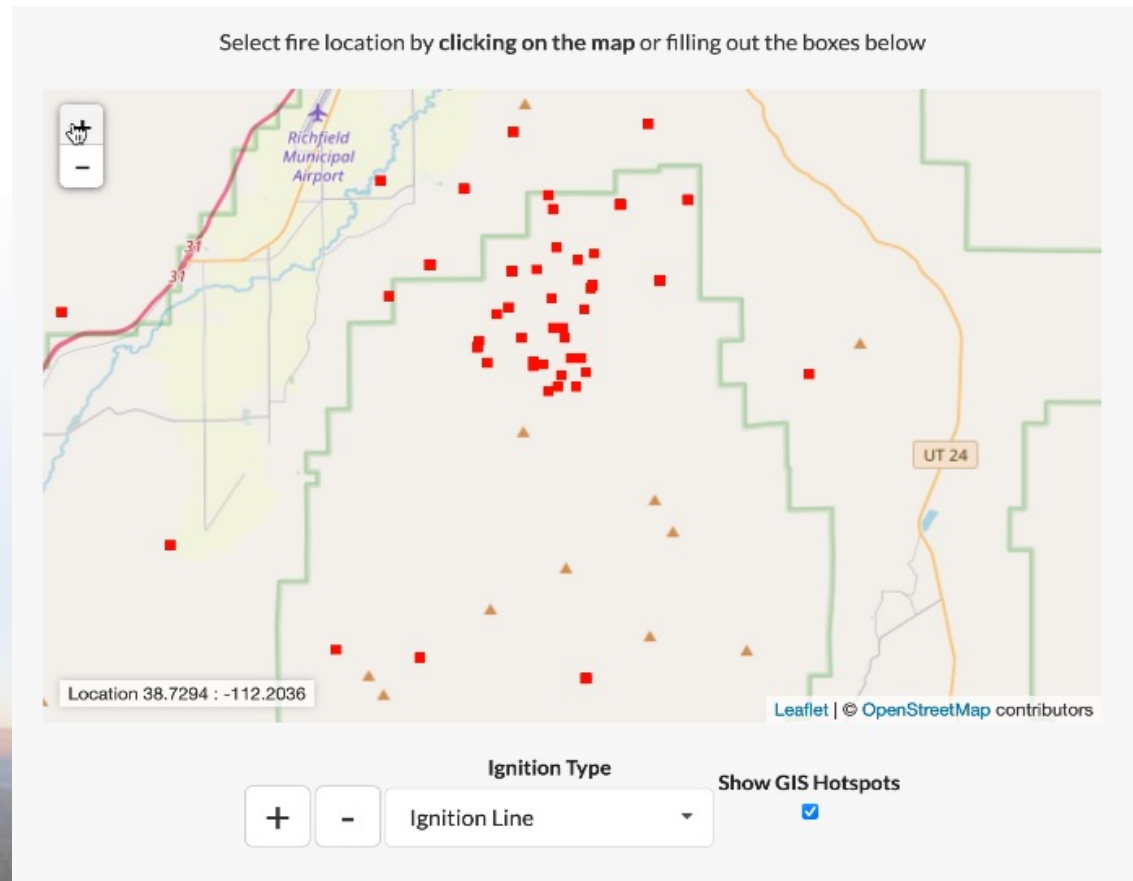 Select fire location by clicking on the map or filling out the boxes below
+
-
Richfield
Municipal
Airport
31
31
UT 24
Location 38.7294 : -112.2036
Leaflet | © OpenStreetMap contributors
Ignition Type
Show GIS Hotspots
+
-
Ignition Line